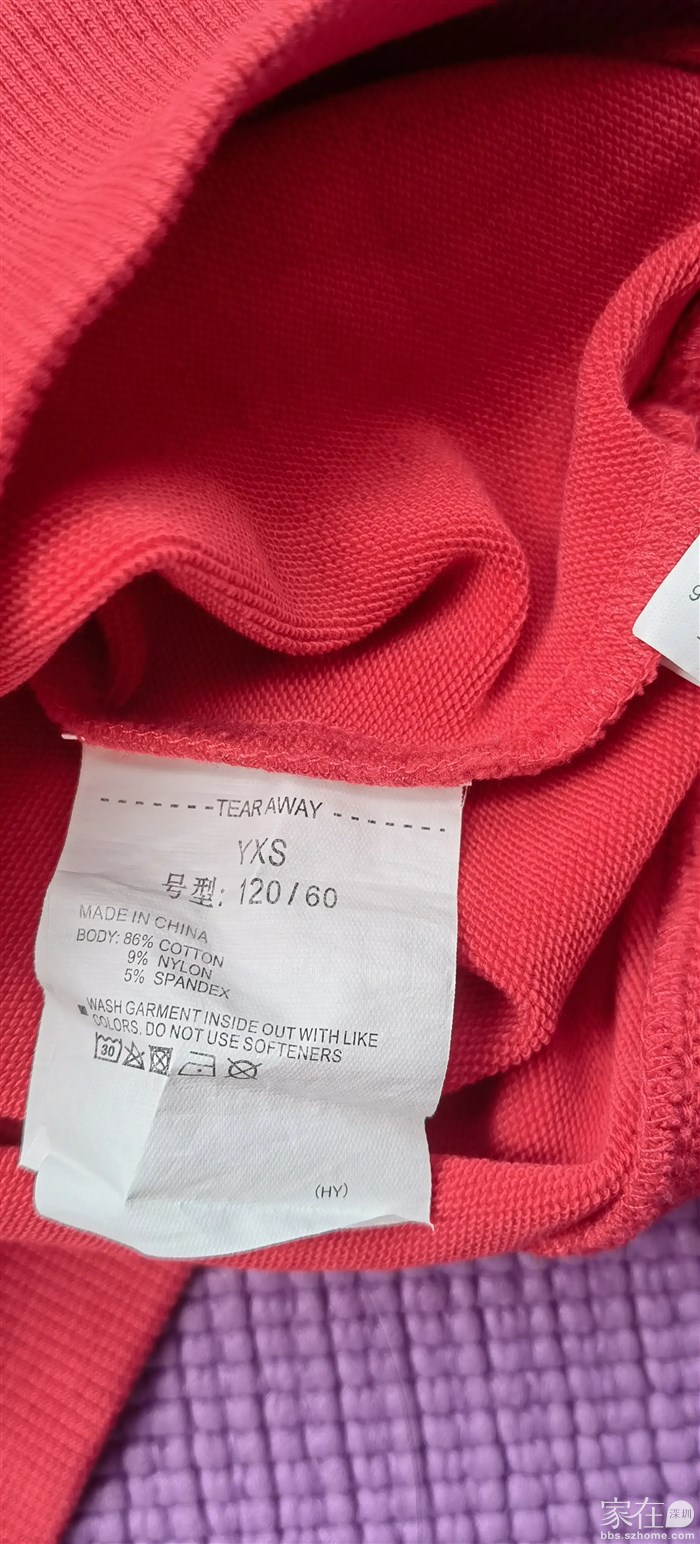 -------TEAR AWAY-------
YXS
号型: 120/60
MADE IN CHINA
BODY: 86% COTTON
9% NYLON
5% SPANDEX
■ WASH GARMENT INSIDE OUT WITH LIKE
COLORS. DO NOT USE SOFTENERS
30
(HY)
家在深圳
bbs.szhome.com